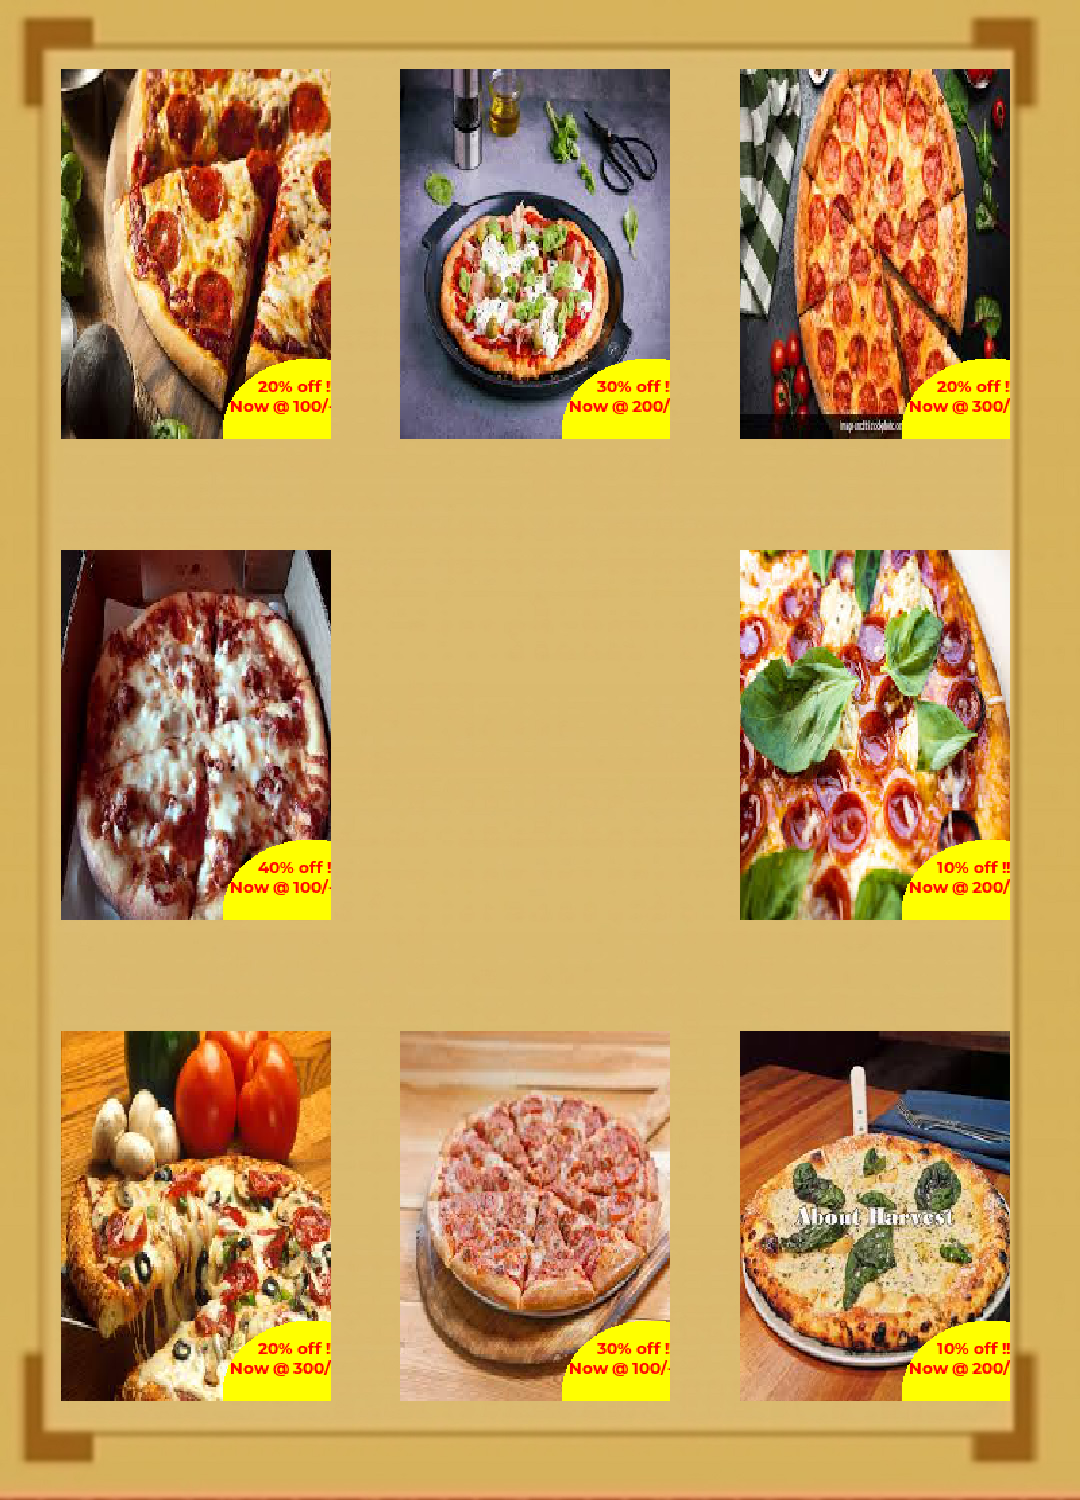 20% off !
Now @ 100/-
30% off !
Now @ 200/
20% off !
Now @ 300/
40% off !
Now @ 100/-
10% off !!
Now @ 200/
About Harvest
20% off !
Now @ 300/
30% off !
Now @ 100/-
10% off !!
Now @ 200/